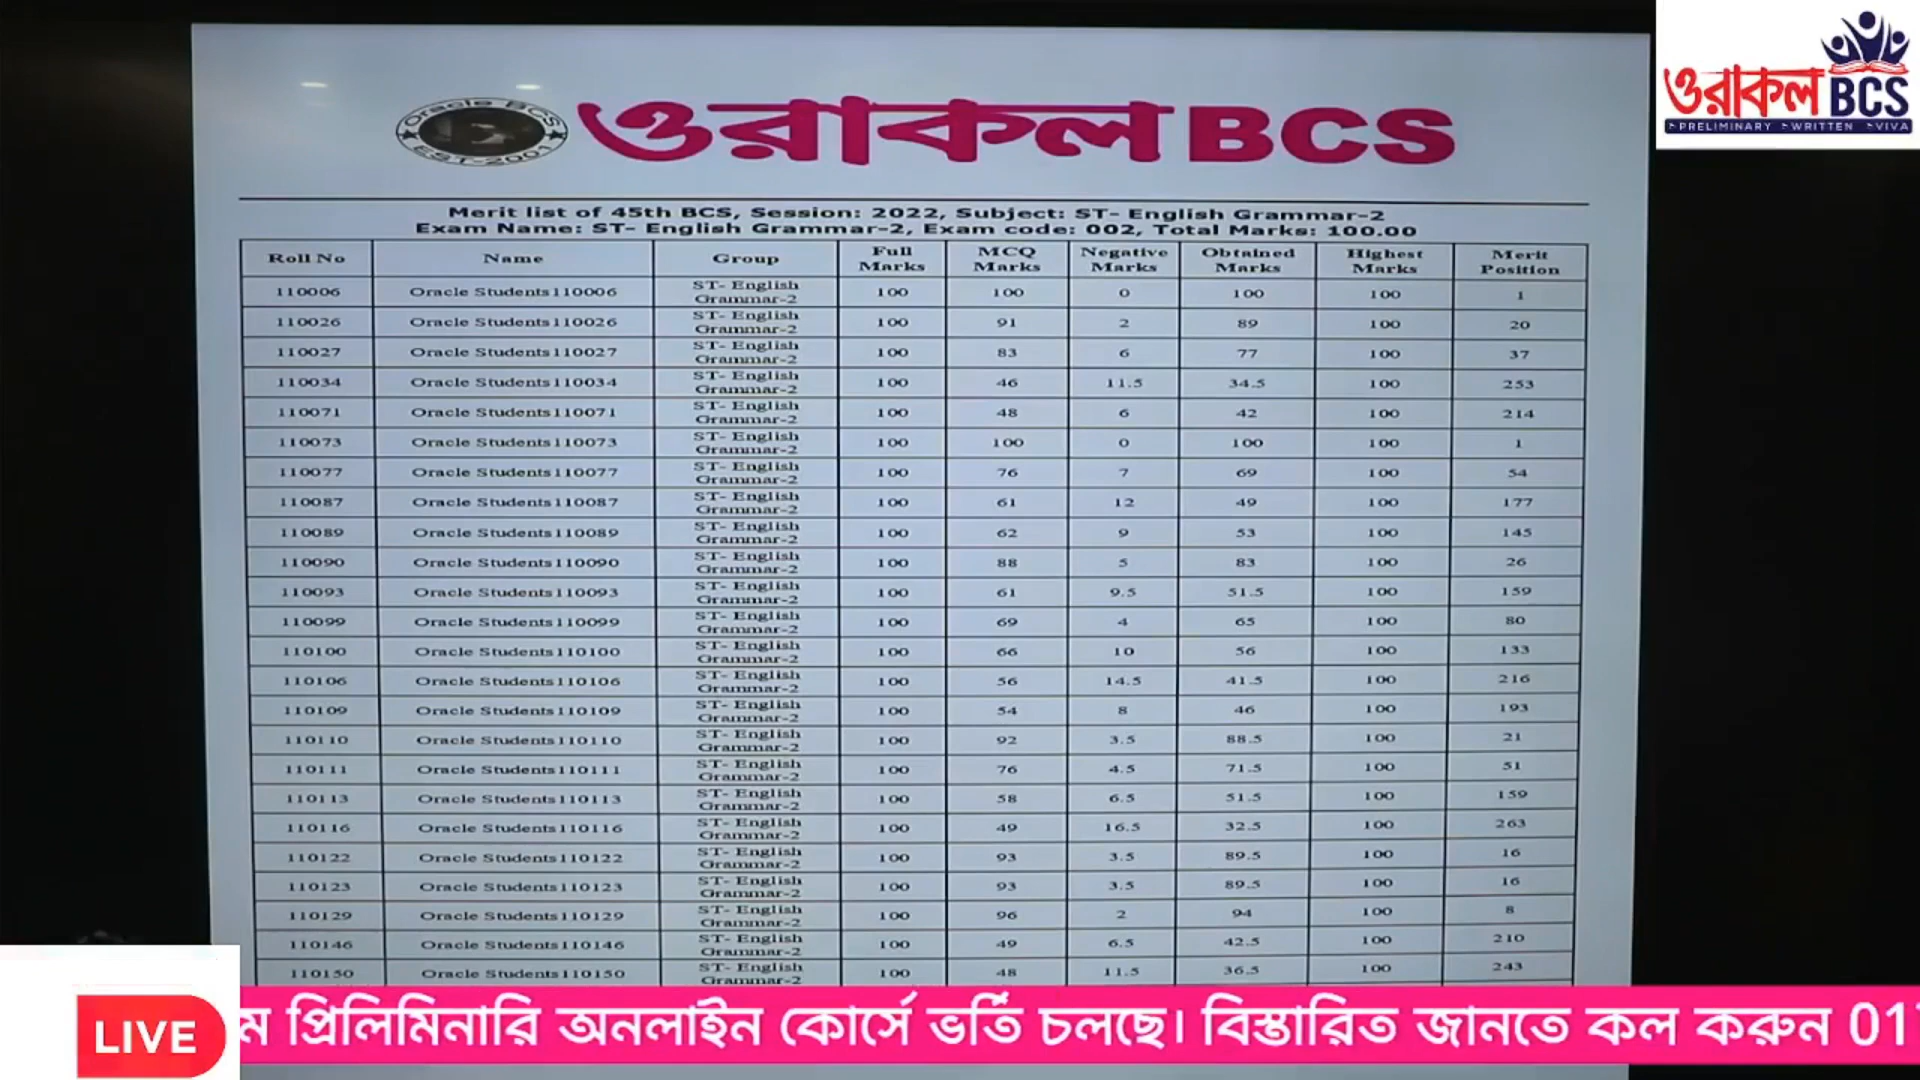 Oracle BCS
EST-2001
ওরাকল BCS
ওরাকল BCS
PRELIMINARY WRITTEN VIVA
Merit list of 45th BCS, Session: 2022, Subject: ST- English Grammar-2
Exam Name: ST- English Grammar-2, Exam code: 002, Total Marks: 100.00
Roll No Name Group Full Marks MCQ Marks Negative Marks Obtained Marks Highest Marks Merit Position
110006 Oracle Students110006 ST- English Grammar-2 100 100 0 100 100 1
110026 Oracle Students110026 ST- English Grammar-2 100 91 2 89 100 20
110027 Oracle Students110027 ST- English Grammar-2 100 83 6 77 100 37
110034 Oracle Students110034 ST- English Grammar-2 100 46 11.5 34.5 100 253
110071 Oracle Students110071 ST- English Grammar-2 100 48 6 42 100 214
110073 Oracle Students110073 ST- English Grammar-2 100 100 0 100 100 1
110077 Oracle Students110077 ST- English Grammar-2 100 76 7 69 100 54
110087 Oracle Students110087 ST- English Grammar-2 100 61 12 49 100 177
110089 Oracle Students110089 ST- English Grammar-2 100 62 9 53 100 145
110090 Oracle Students110090 ST- English Grammar-2 100 88 5 83 100 26
110093 Oracle Students110093 ST- English Grammar-2 100 61 9.5 51.5 100 159
110099 Oracle Students110099 ST- English Grammar-2 100 69 4 65 100 80
110100 Oracle Students110100 ST- English Grammar-2 100 66 10 56 100 133
110106 Oracle Students110106 ST- English Grammar-2 100 56 14.5 41.5 100 216
110109 Oracle Students110109 ST- English Grammar-2 100 54 8 46 100 193
110110 Oracle Students110110 ST- English Grammar-2 100 92 3.5 88.5 100 21
110111 Oracle Students110111 ST- English Grammar-2 100 76 4.5 71.5 100 51
110113 Oracle Students110113 ST- English Grammar-2 100 58 6.5 51.5 100 159
110116 Oracle Students110116 ST- English Grammar-2 100 49 16.5 32.5 100 263
110122 Oracle Students110122 ST- English Grammar-2 100 93 3.5 89.5 100 16
110123 Oracle Students110123 ST- English Grammar-2 100 93 3.5 89.5 100 16
110129 Oracle Students110129 ST- English Grammar-2 100 96 2 94 100 8
110146 Oracle Students110146 ST- English Grammar-2 100 49 6.5 42.5 100 210
110150 Oracle Students110150 ST- English Grammar-2 100 48 11.5 36.5 100 243
LIVE
ম প্রিলিমিনারি অনলাইন কোর্সে ভর্তি চলছে। বিস্তারিত জানতে কল করুন 01